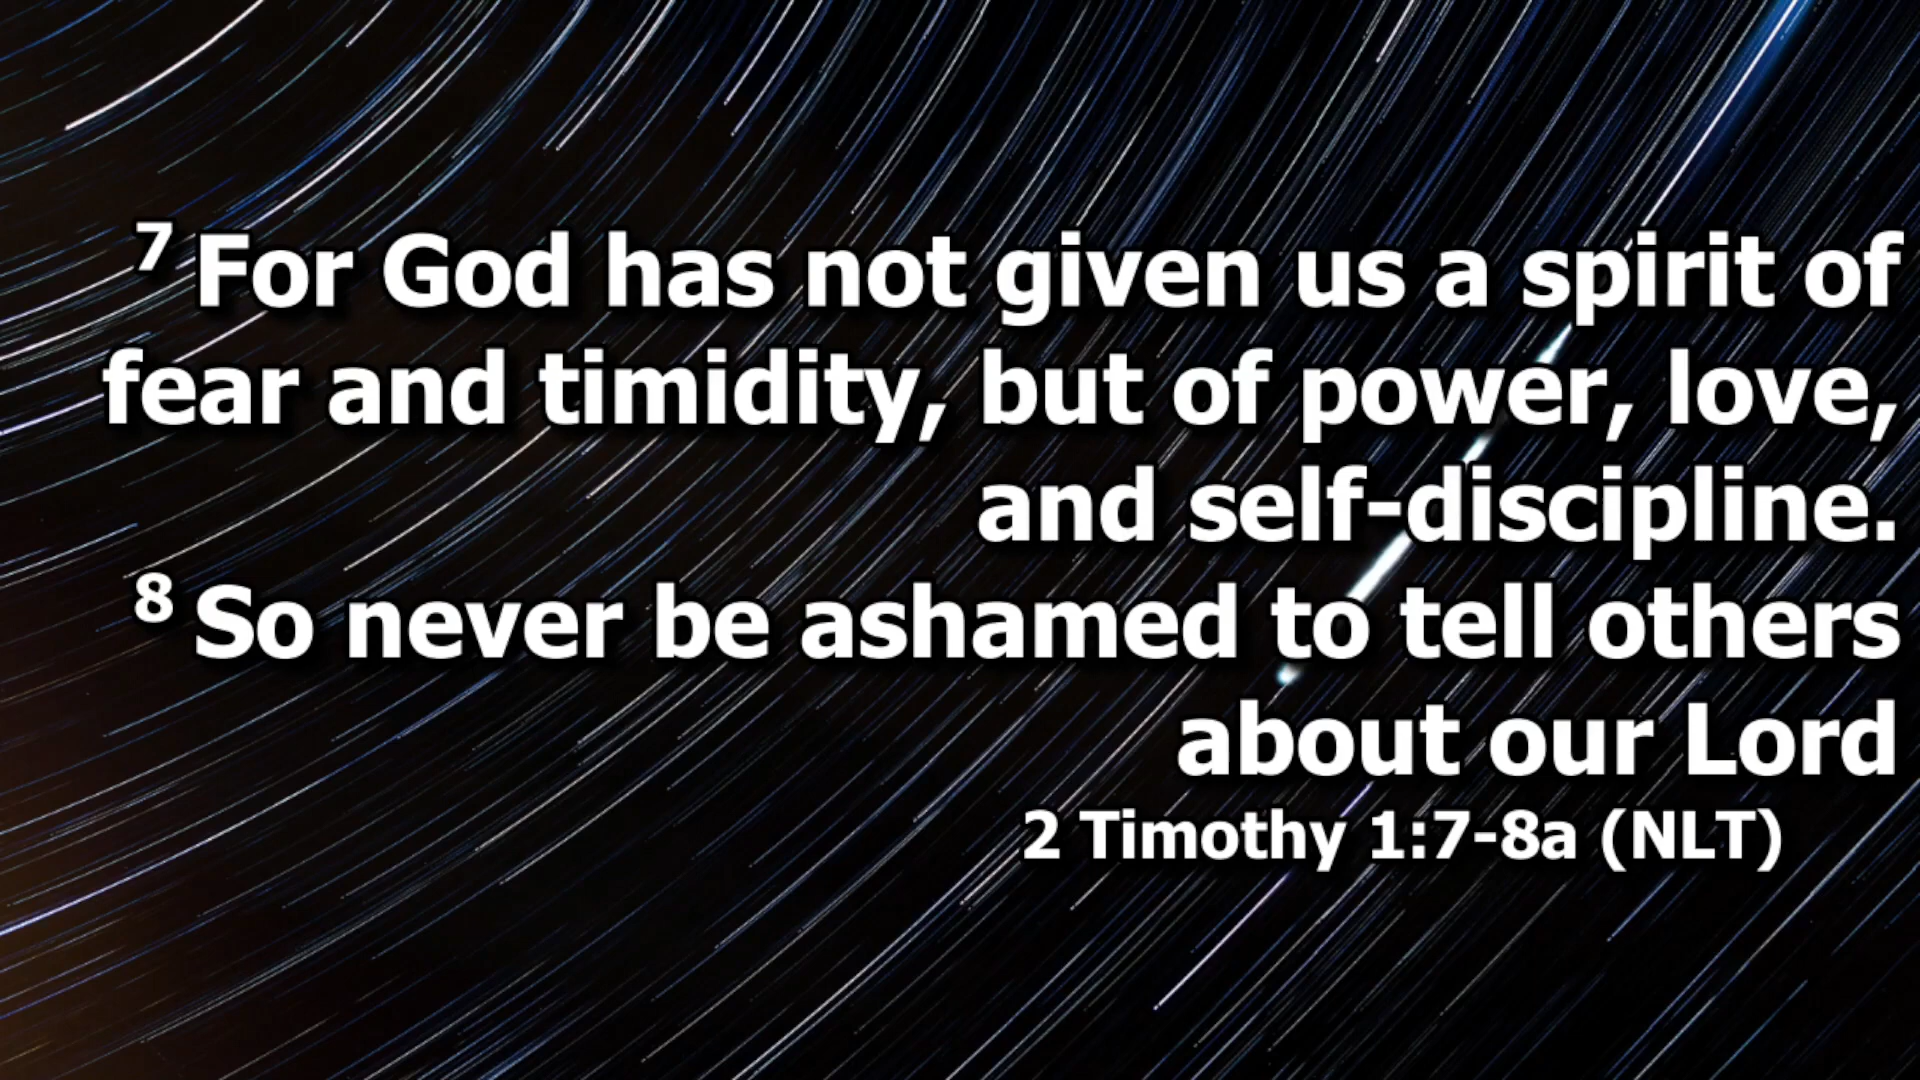 ⁷ For God has not given us a spirit of
fear and timidity, but of power, love,
and self-discipline.
⁸ So never be ashamed to tell others
about our Lord
2 Timothy 1:7-8a (NLT)